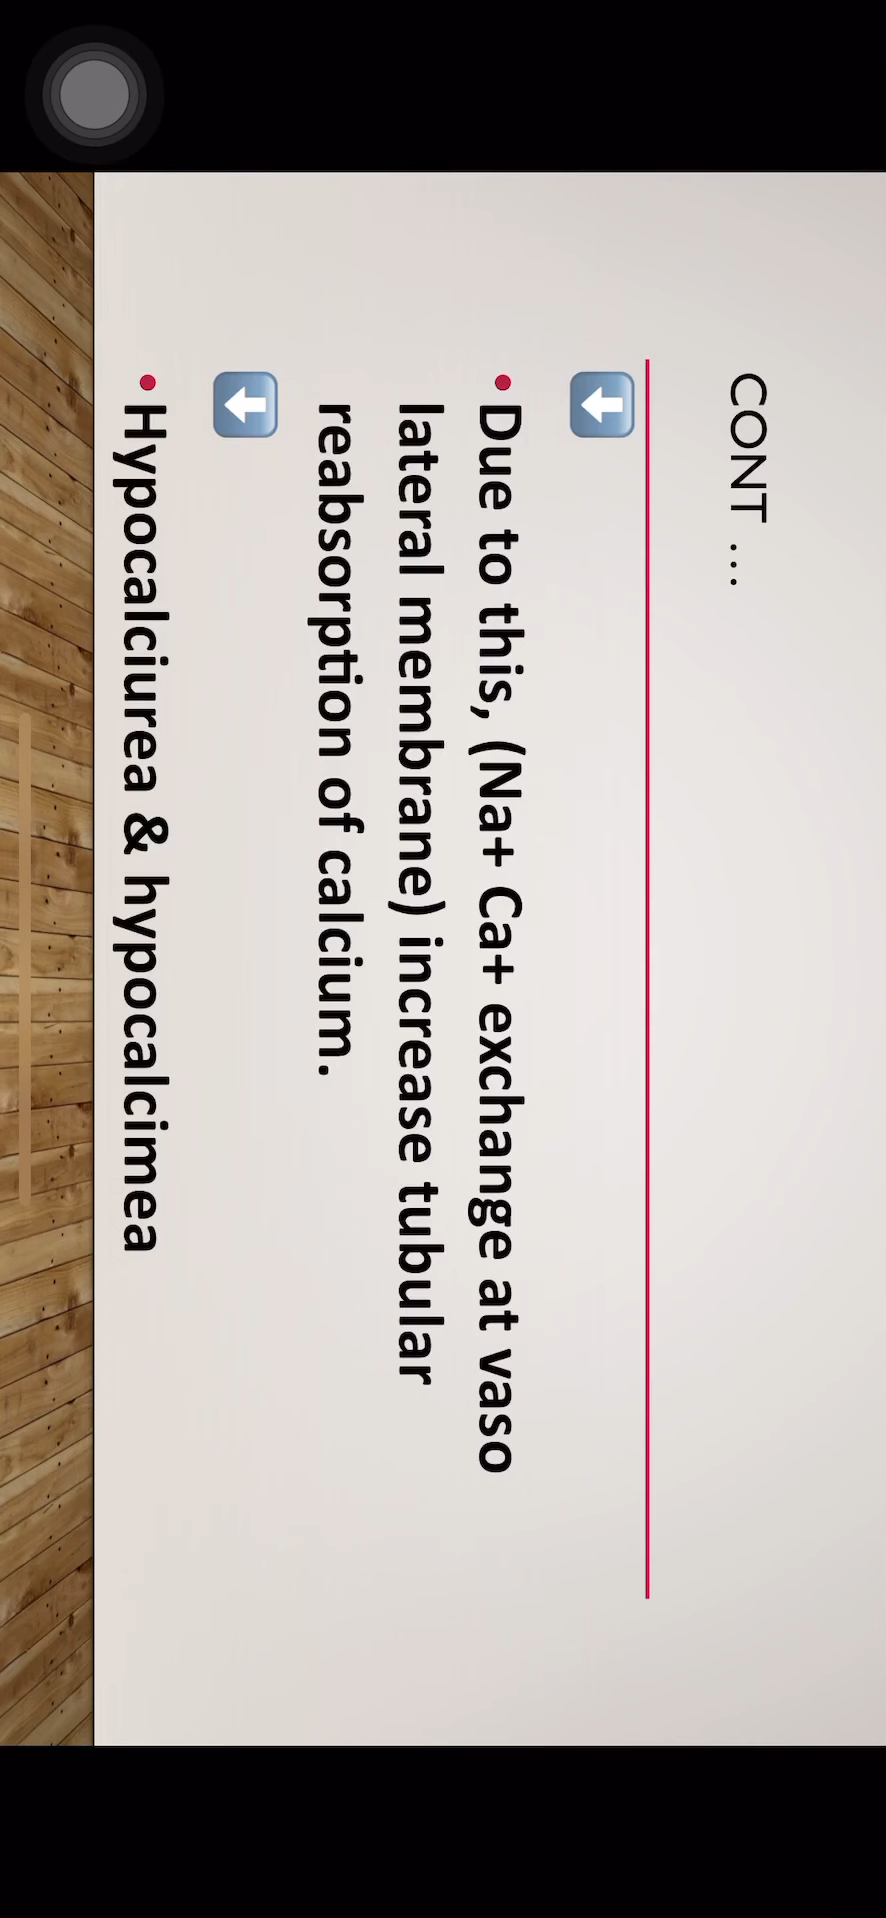 CONT ...
• Due to this, (Na+ Ca+ exchange at vaso
lateral membrane) increase tubular
reabsorption of calcium.
• Hypocalciurea & hypocalcimea